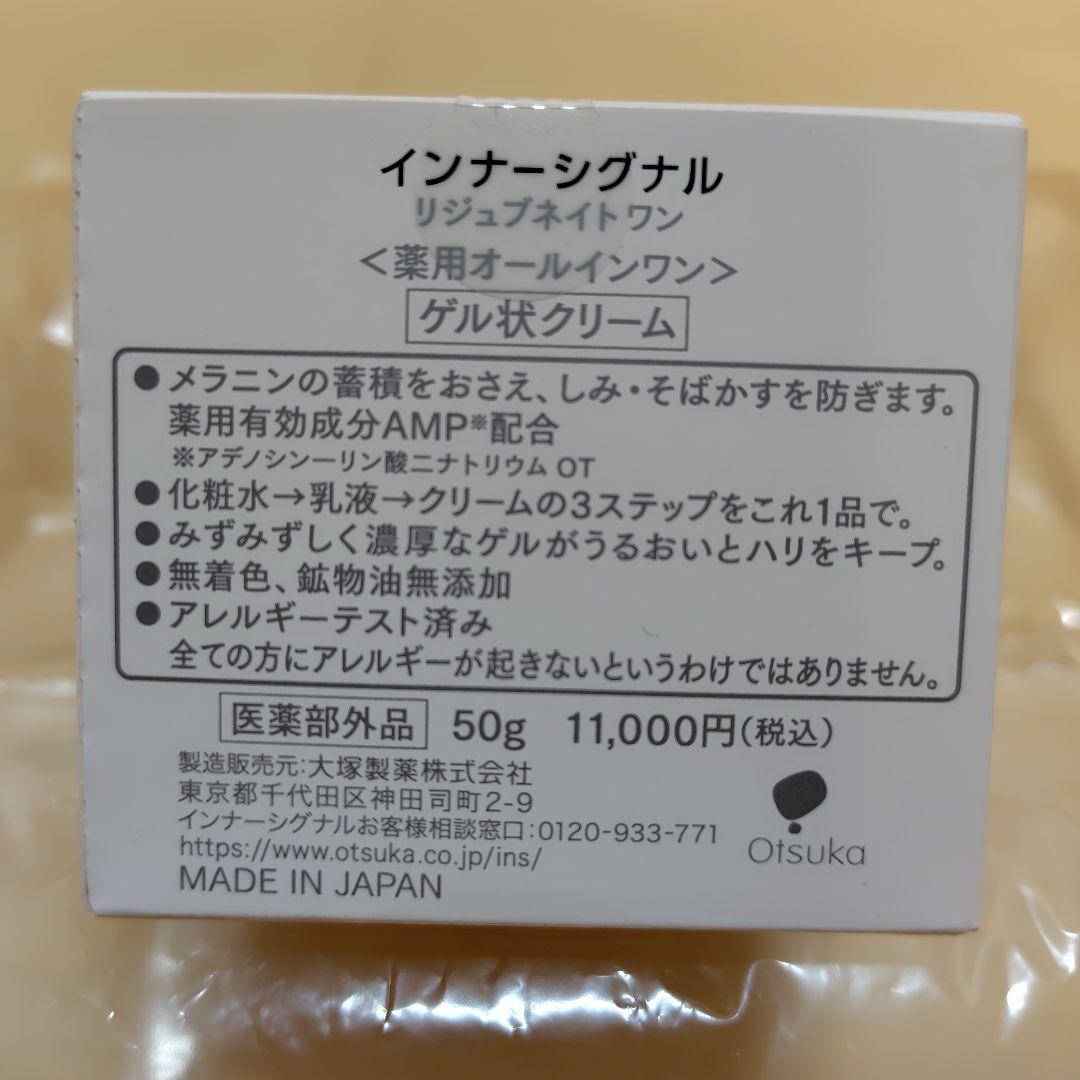 インナーシグナル
リジュブネイト ワン
＜薬用オールインワン＞
ゲル状クリーム
●メラニンの蓄積をおさえ、しみ・そばかすを防ぎます。
薬用有効成分AMP※配合
※アデノシン一リン酸二ナトリウム OT
●化粧水→乳液→クリームの3ステップをこれ1品で。
●みずみずしく濃厚なゲルがうるおいとハリをキープ。
●無着色、鉱物油無添加
●アレルギーテスト済み
全ての方にアレルギーが起きないというわけではありません。
医薬部外品 50g 11,000円（税込）
製造販売元：大塚製薬株式会社
東京都千代田区神田司町2-9
インナーシグナルお客様相談窓口：0120-933-771
https://www.otsuka.co.jp/ins/
MADE IN JAPAN
Otsuka